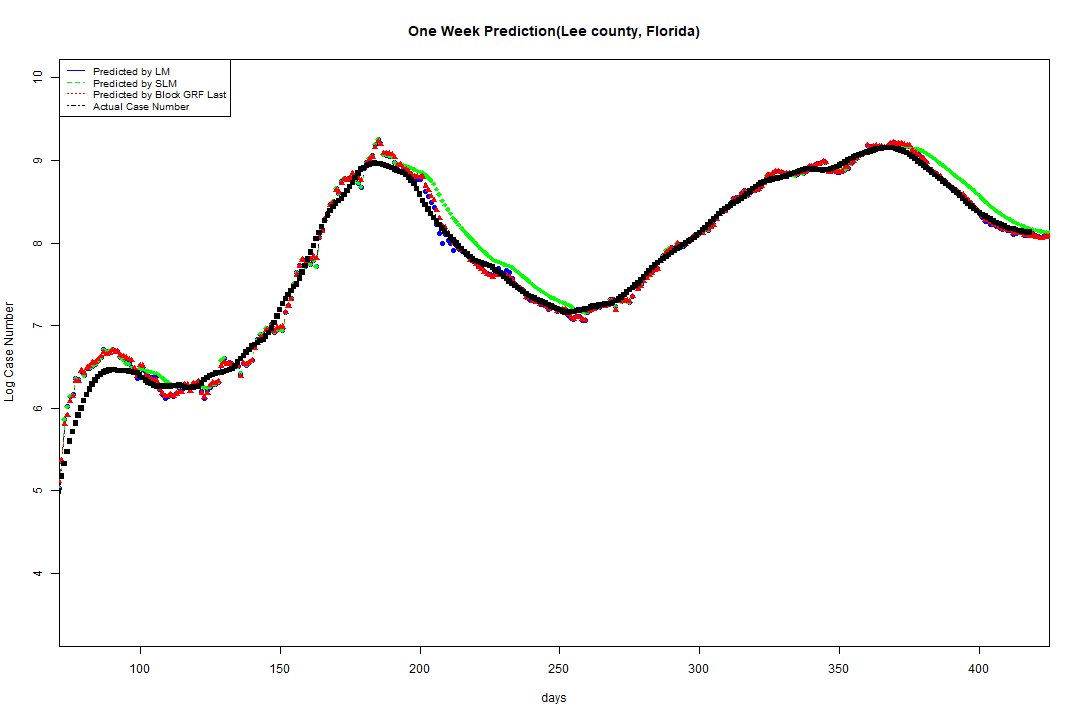 One Week Prediction(Lee county, Florida)
Predicted by LM
Predicted by SLM
Predicted by Block GRF Last
Actual Case Number
10
9
8
7
6
5
4
Log Case Number
100 150 200 250 300 350 400
days